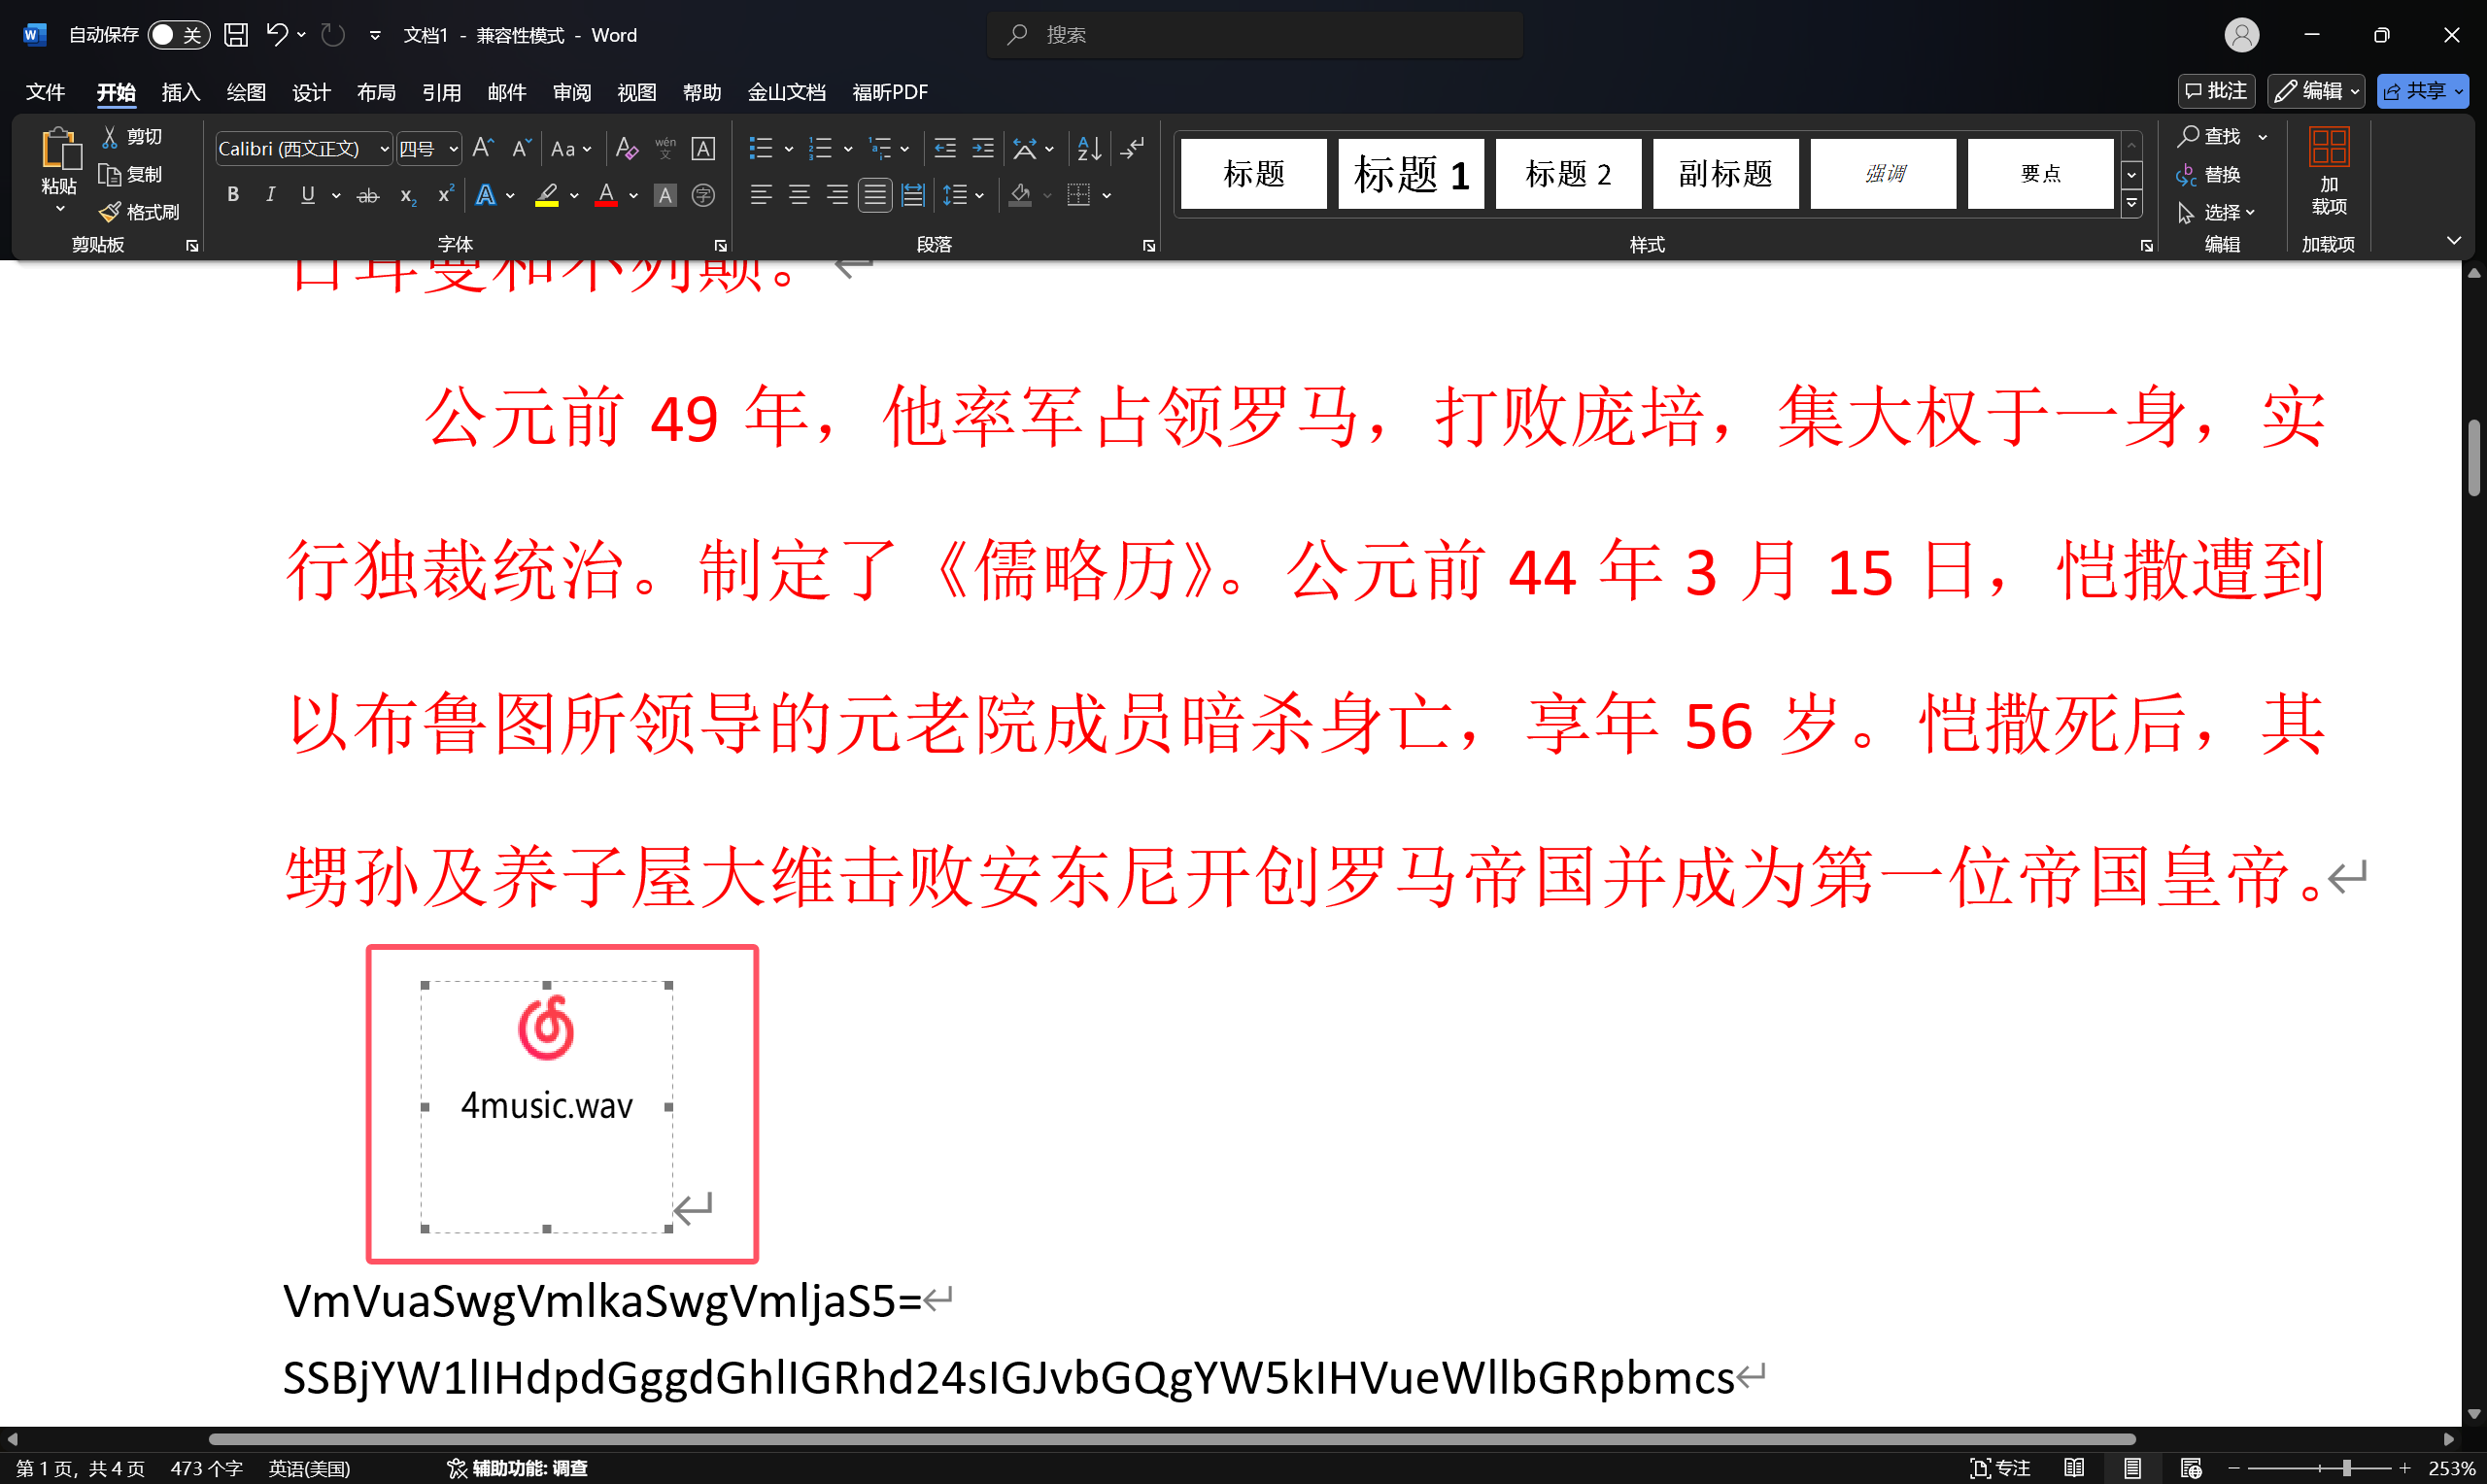 自动保存 关 文档1 - 兼容性模式 - Word 搜索
文件 开始 插入 绘图 设计 布局 引用 邮件 审阅 视图 帮助 金山文档 福昕PDF 批注 编辑 共享
粘贴 剪切 复制 格式刷
Calibri (西文正文) 四号
标题 标题 1 标题 2 副标题 强调 要点
查找 替换 选择
加载项
剪贴板 字体 段落 样式 编辑 加载项
日耳曼和不列颠。
公元前 49 年，他率军占领罗马，打败庞培，集大权于一身，实
行独裁统治。制定了《儒略历》。公元前 44 年 3 月 15 日，恺撒遭到
以布鲁图所领导的元老院成员暗杀身亡，享年 56 岁。恺撒死后，其
甥孙及养子屋大维击败安东尼开创罗马帝国并成为第一位帝国皇帝。
4music.wav
VmVuaSwgVmlkaSwgVmljaS5=
SSBjYW1lIHdpdGggdGhlIGRhd24sIGJvbGQgYW5kIHVueWllbGRpbmcs
第 1 页，共 4 页 473 个字 英语(美国) 辅助功能: 调查 专注 253%